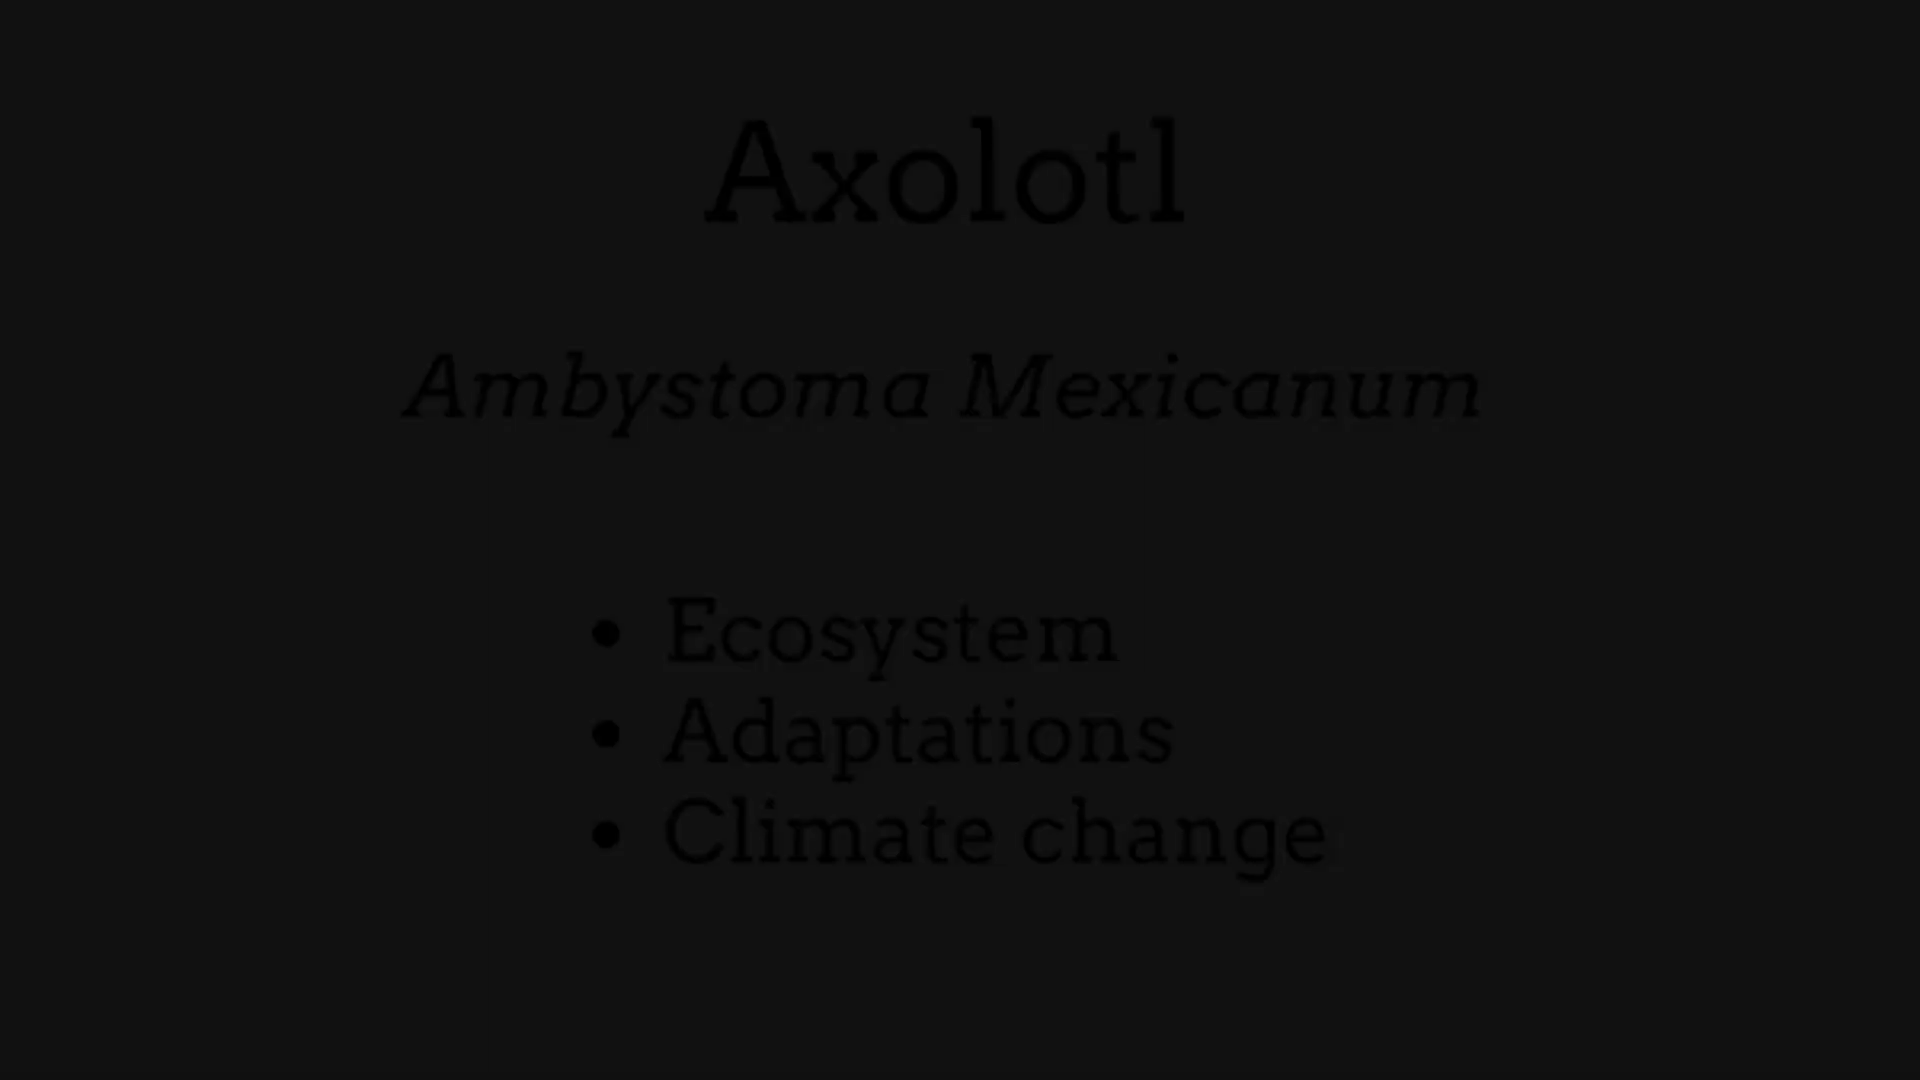 Axolotl
Ambystoma Mexicanum
• Ecosystem
• Adaptations
• Climate change